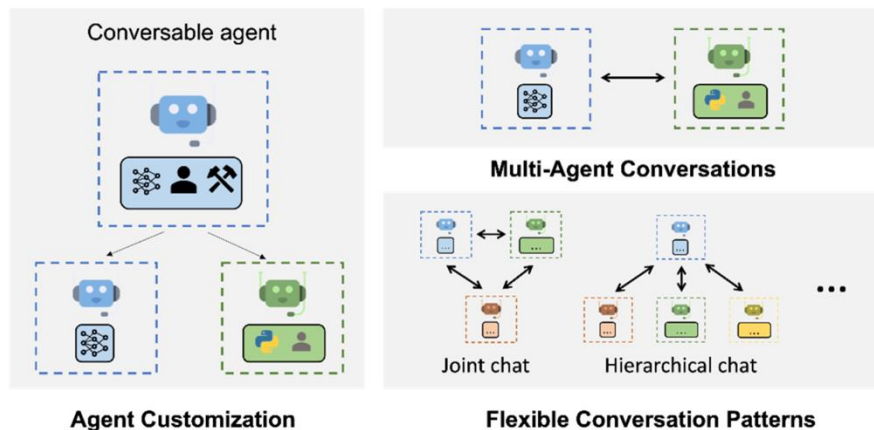 Conversable agent
Agent Customization
Multi-Agent Conversations
...
...
...
...
...
...
...
...
Joint chat
Hierarchical chat
Flexible Conversation Patterns